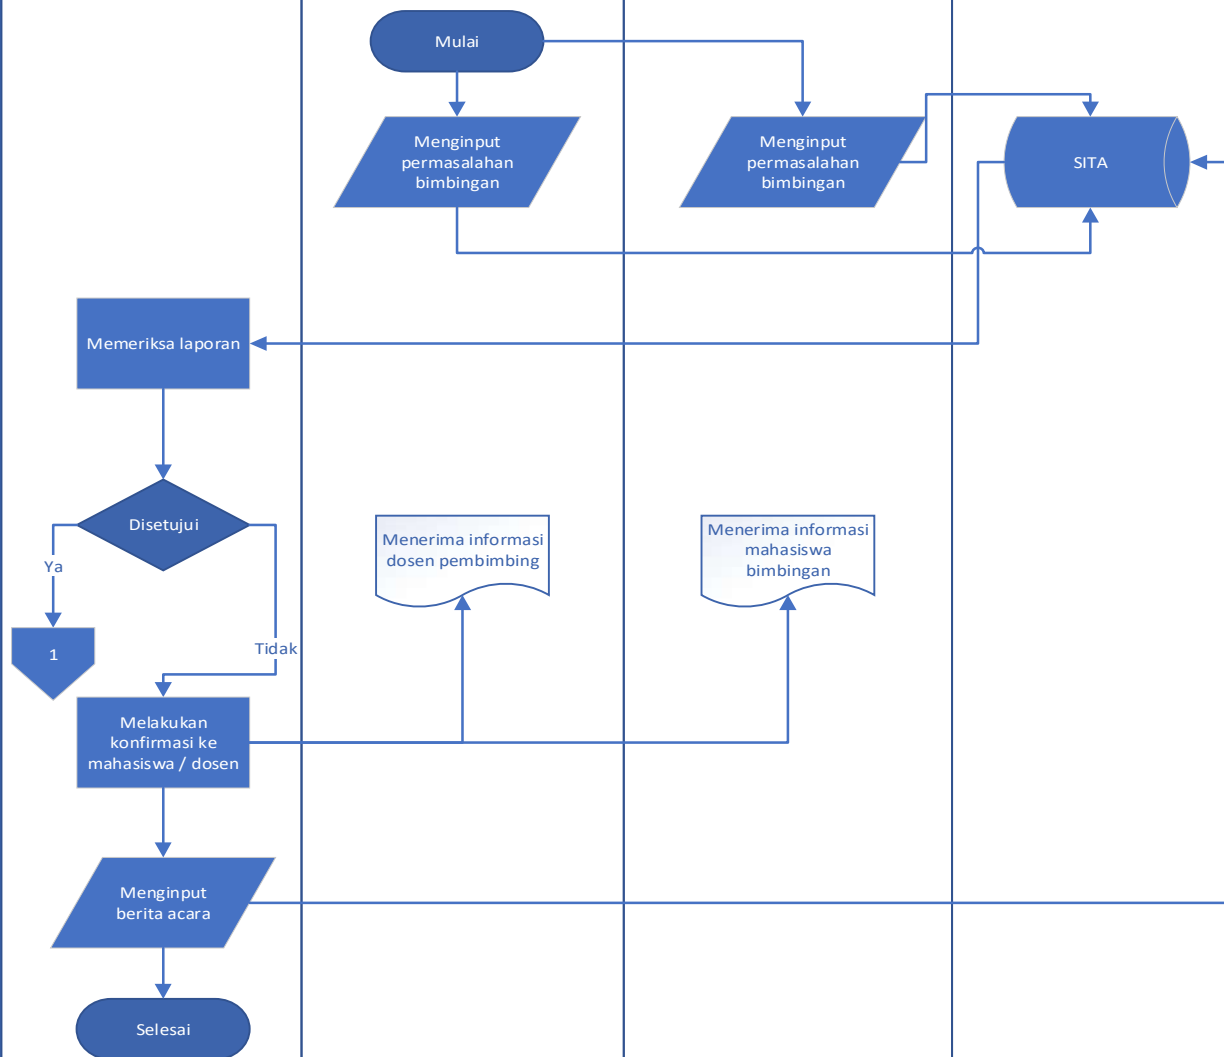 Mulai
Menginput
permasalahan
bimbingan
Menginput
permasalahan
bimbingan
SITA
Memeriksa laporan
Disetujui
Ya
Tidak
1
Menerima informasi
dosen pembimbing
Menerima informasi
mahasiswa
bimbingan
Melakukan
konfirmasi ke
mahasiswa / dosen
Menginput
berita acara
Selesai